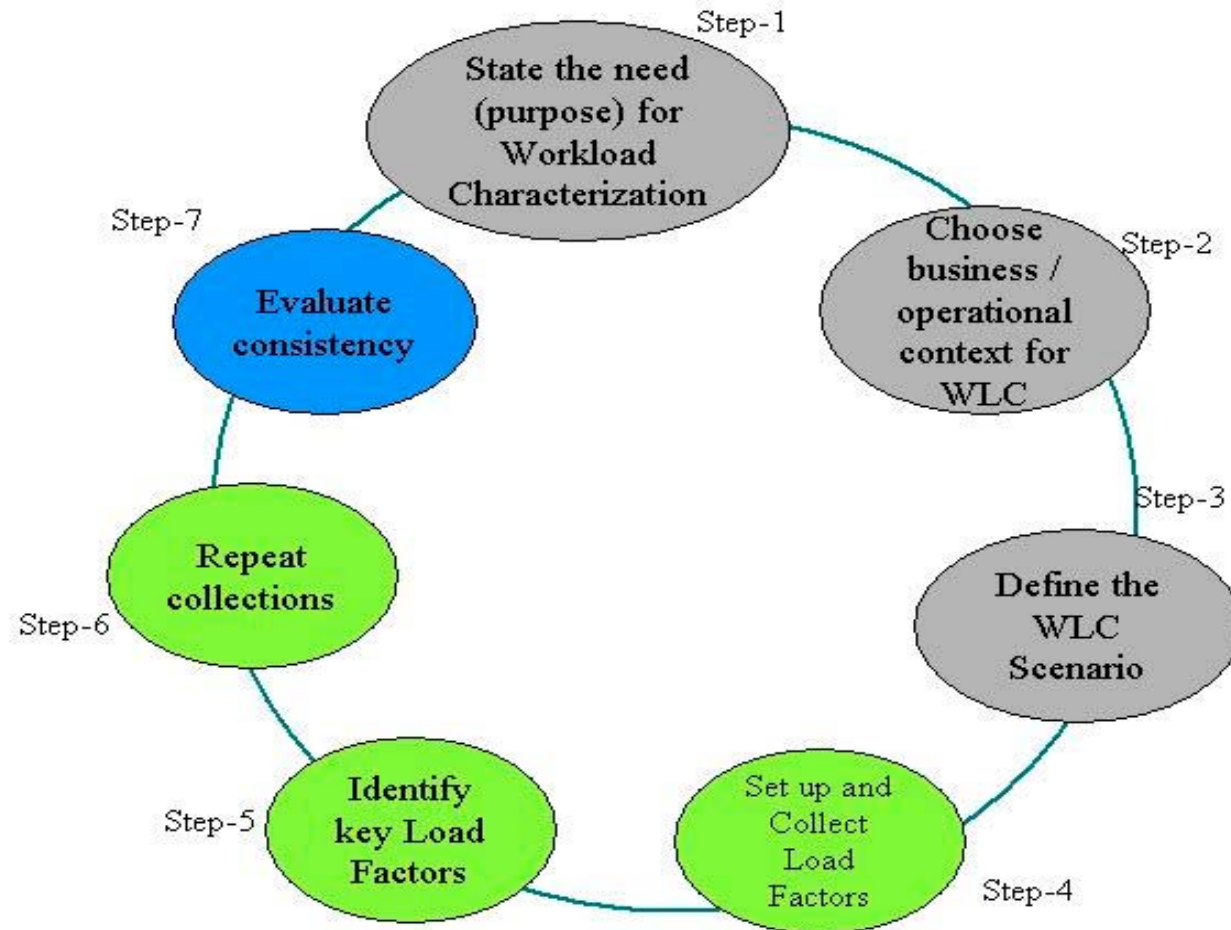 Step-1
State the need
(purpose) for
Workload
Characterization
Step-2
Choose
business /
operational
context for
WLC
Step-3
Define the
WLC
Scenario
Step-4
Set up and
Collect
Load
Factors
Step-5
Identify
key Load
Factors
Step-6
Repeat
collections
Step-7
Evaluate
consistency